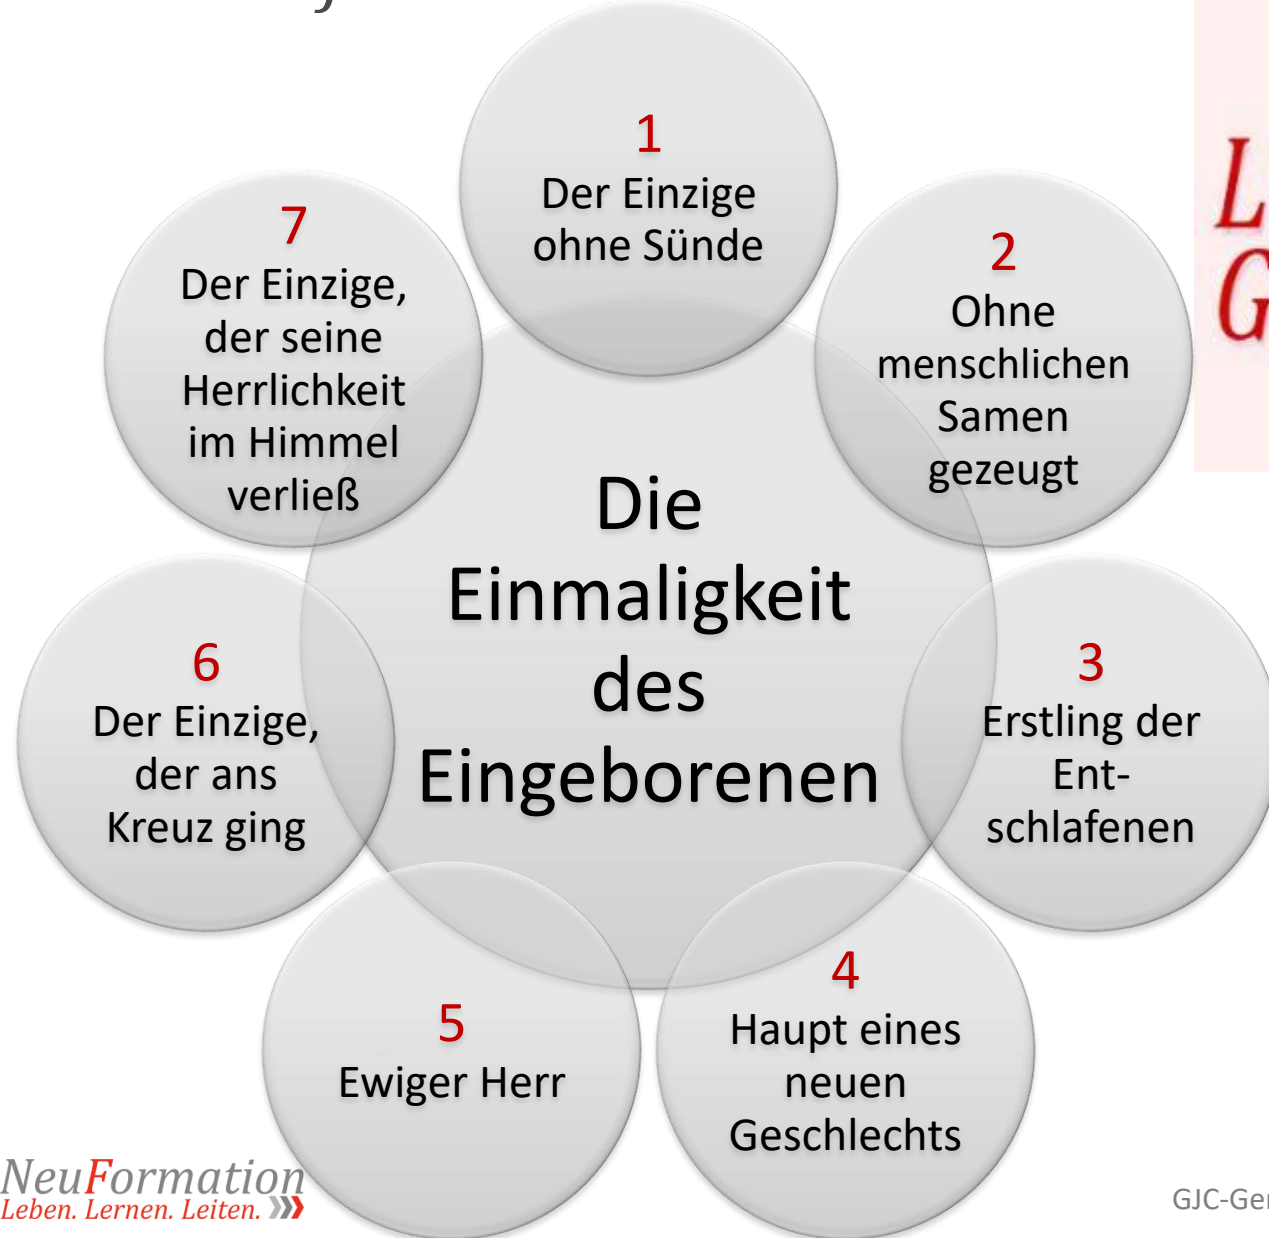 1
Der Einzige
ohne Sünde
2
Ohne
menschlichen
Samen
gezeugt
3
Erstling der
Ent-
schlafenen
4
Haupt eines
neuen
Geschlechts
5
Ewiger Herr
6
Der Einzige,
der ans
Kreuz ging
7
Der Einzige,
der seine
Herrlichkeit
im Himmel
verließ
Die
Einmaligkeit
des
Eingeborenen
L
G
NeuFormation
Leben. Lernen. Leiten.